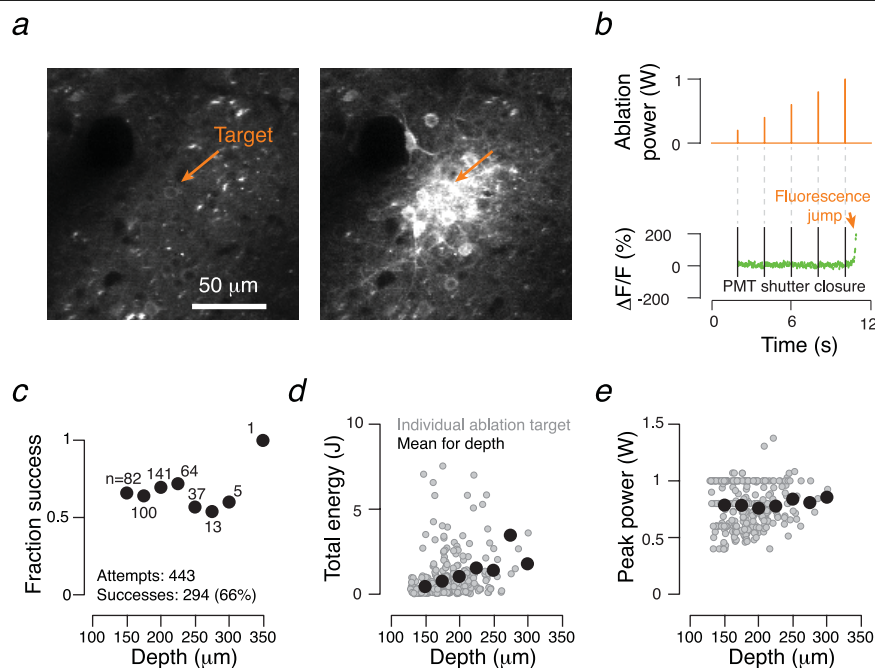 a
Target
50 μm
b
Ablation
power (W)
1
0
Fluorescence
jump
ΔF/F (%)
200
0
-200
PMT shutter closure
0
6
12
Time (s)
c
Fraction success
1
0.5
0
n=82
100
141
64
37
13
5
1
Attempts: 443
Successes: 294 (66%)
100 150 200 250 300 350
Depth (μm)
d
Total energy (J)
10
5
0
Individual ablation target
Mean for depth
100 150 200 250 300 350
Depth (μm)
e
Peak power (W)
1.5
1
0.5
0
100 150 200 250 300 350
Depth (μm)